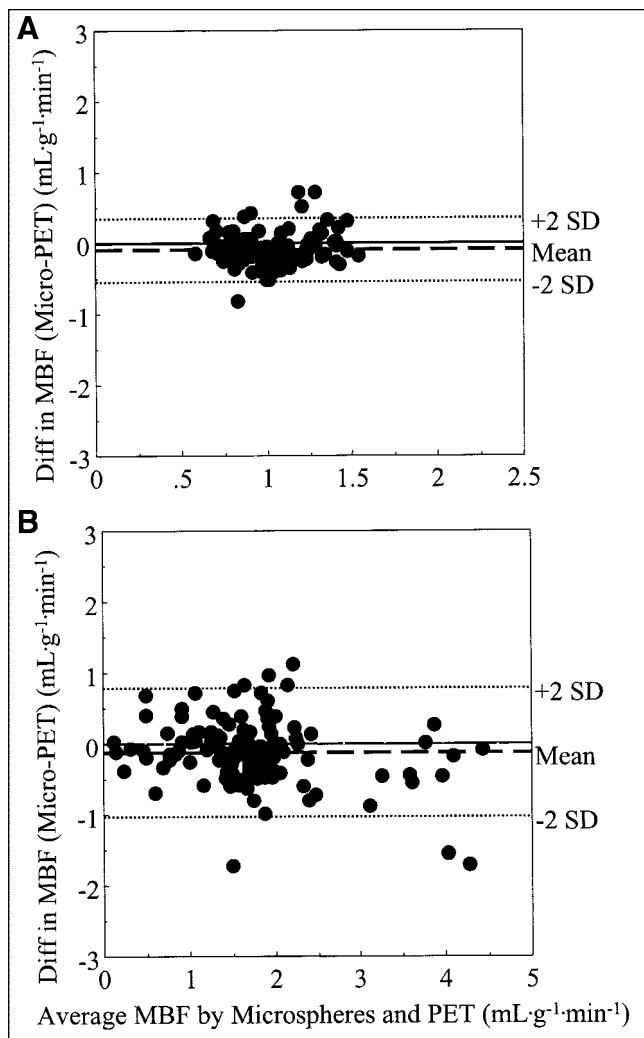 A
Diff in MBF (Micro-PET) (mL·g⁻¹·min⁻¹)
3
2
1
0
-1
-2
-3
+2 SD
Mean
-2 SD
0
.5
1
1.5
2
2.5
B
Diff in MBF (Micro-PET) (mL·g⁻¹·min⁻¹)
3
2
1
0
-1
-2
-3
+2 SD
Mean
-2 SD
0
1
2
3
4
5
Average MBF by Microspheres and PET (mL·g⁻¹·min⁻¹)